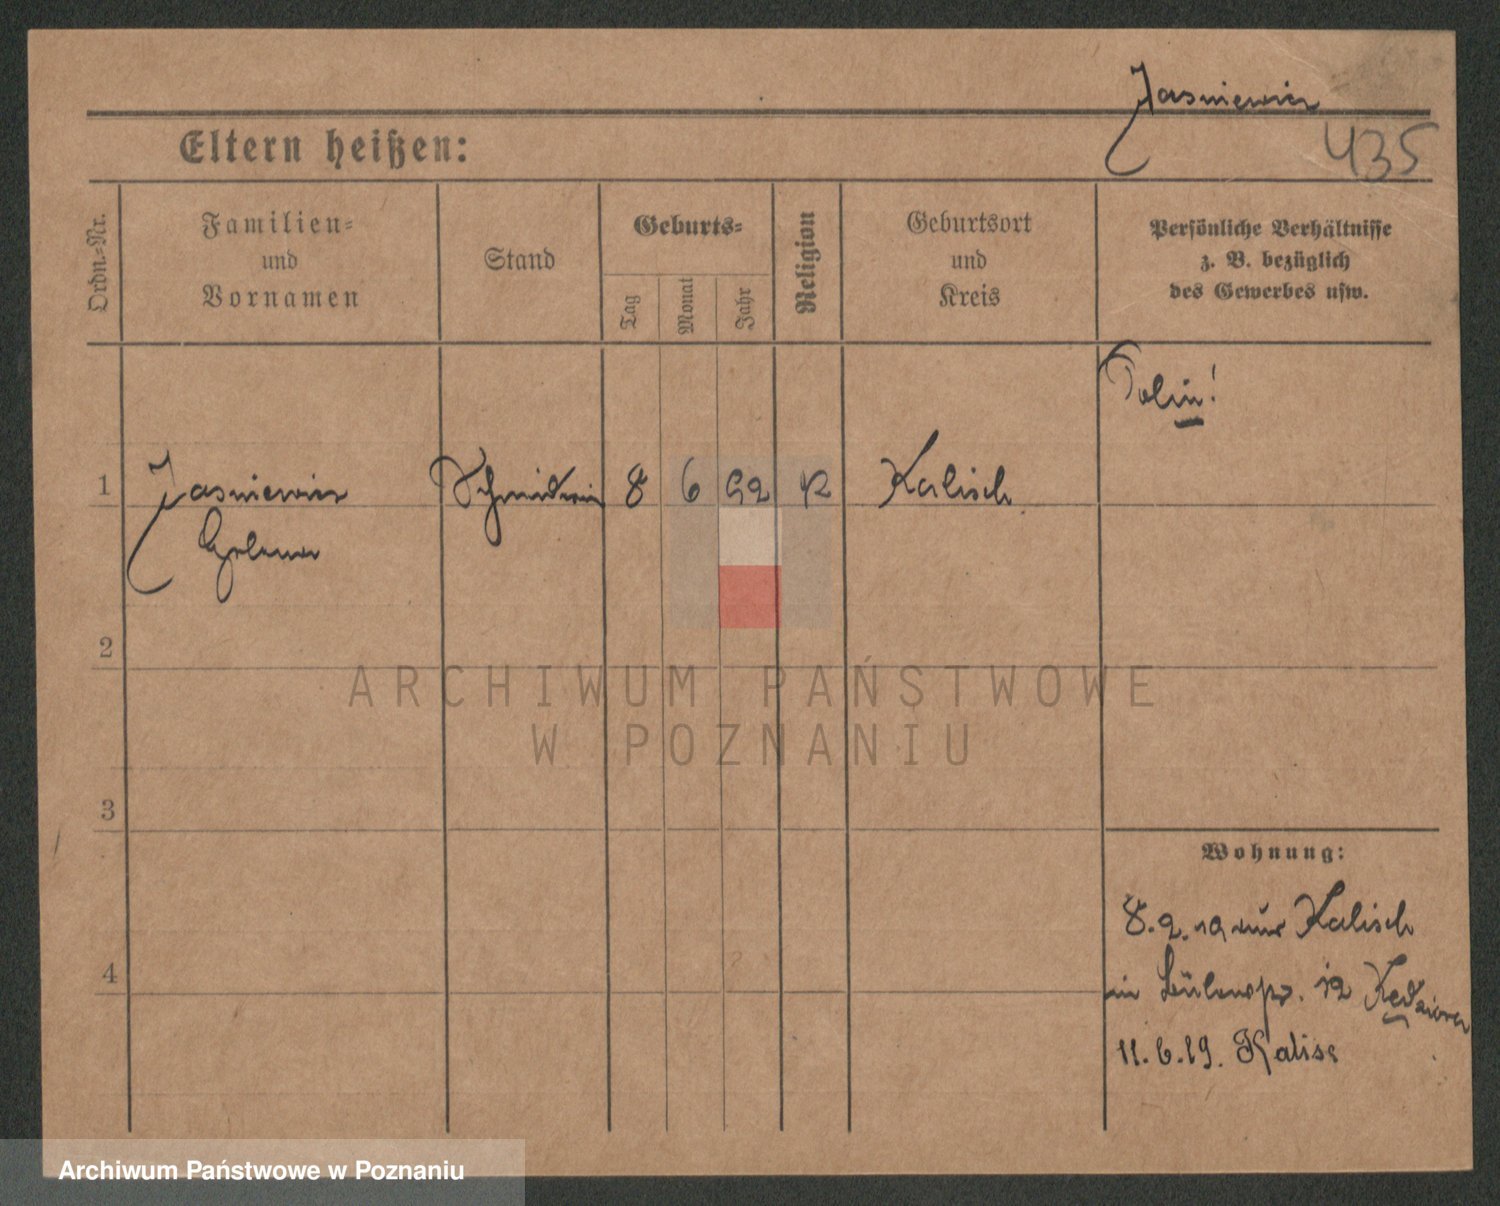 Jasniewicz
435
Eltern heißen:
Ordn.=Nr.
Familien=
und
Vornamen
Stand
Geburts=
Tag
Monat
Jahr
Religion
Geburtsort
und
Kreis
Persönliche Verhältnisse
z. B. bezüglich
des Gewerbes usw.
Polin!
1 Jasniewicz 8 6 92 K Kalisch
2
3
4
ARCHIWUM PAŃSTWOWE
W POZNANIU
Wohnung:
8.2.19 aus Kalisch
12
11.6.19. Kalisz
Archiwum Państwowe w Poznaniu